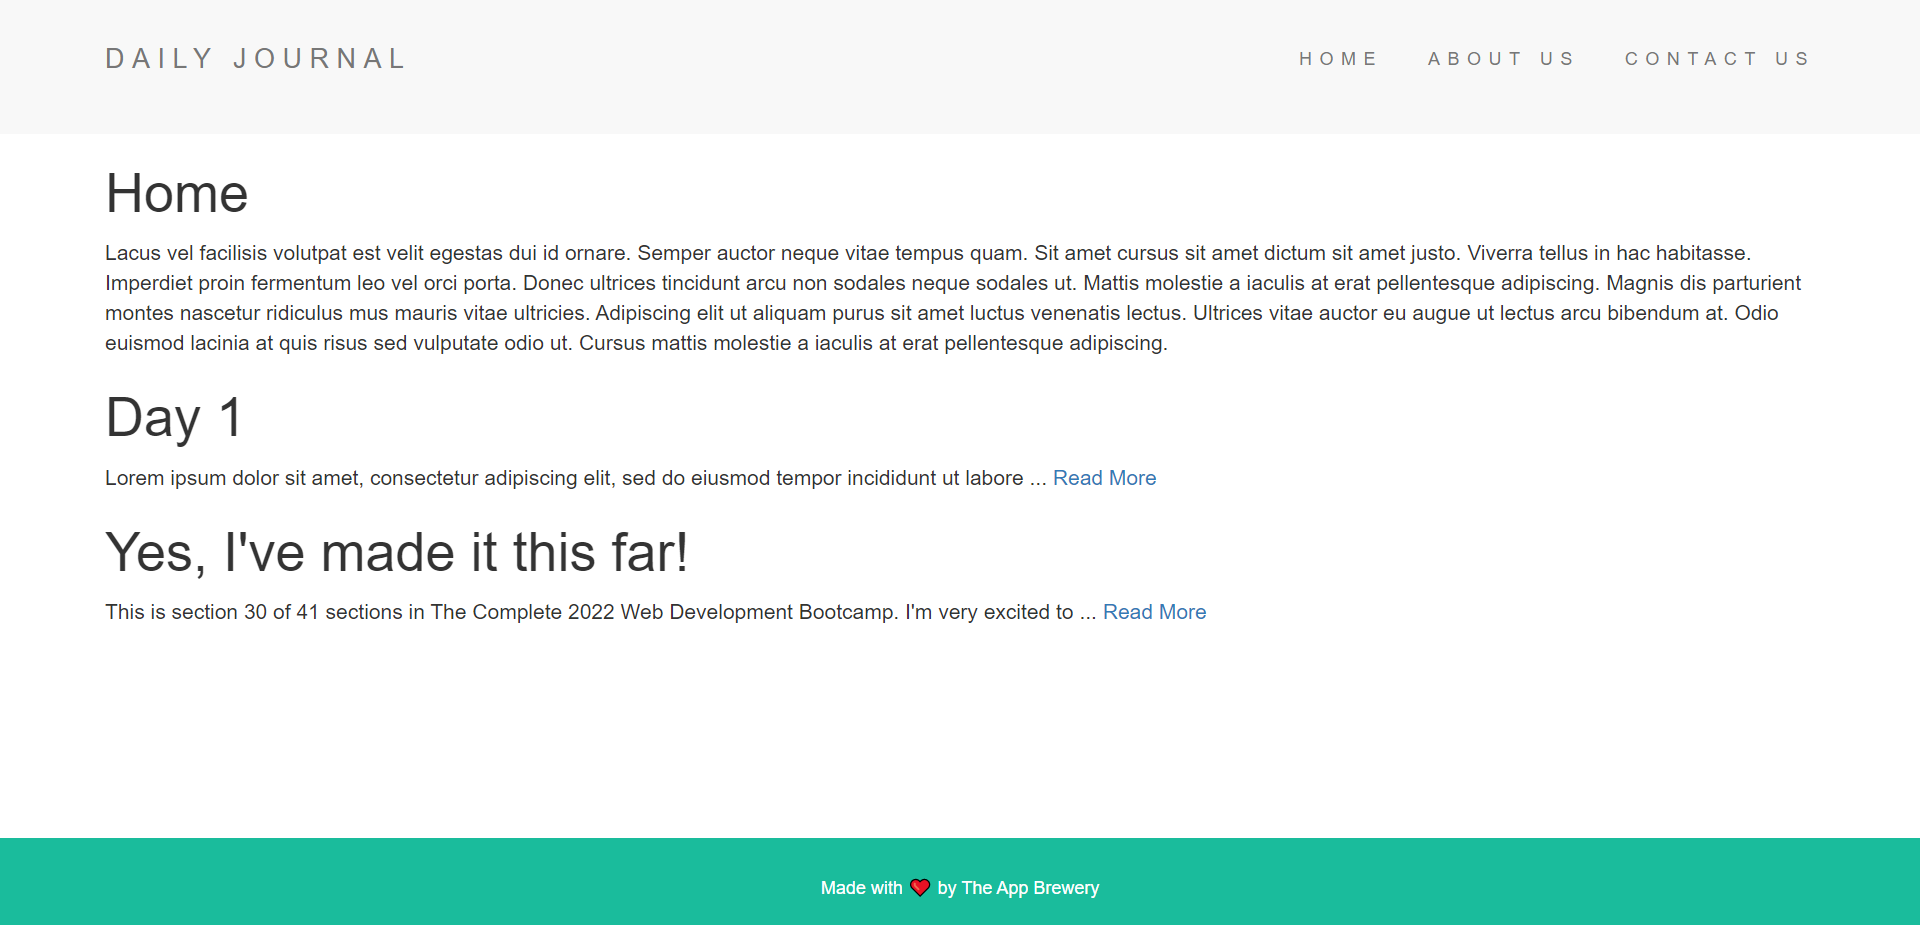 DAILY JOURNAL
HOME ABOUT US CONTACT US
Home
Lacus vel facilisis volutpat est velit egestas dui id ornare. Semper auctor neque vitae tempus quam. Sit amet cursus sit amet dictum sit amet justo. Viverra tellus in hac habitasse.
Imperdiet proin fermentum leo vel orci porta. Donec ultrices tincidunt arcu non sodales neque sodales ut. Mattis molestie a iaculis at erat pellentesque adipiscing. Magnis dis parturient
montes nascetur ridiculus mus mauris vitae ultricies. Adipiscing elit ut aliquam purus sit amet luctus venenatis lectus. Ultrices vitae auctor eu augue ut lectus arcu bibendum at. Odio
euismod lacinia at quis risus sed vulputate odio ut. Cursus mattis molestie a iaculis at erat pellentesque adipiscing.
Day 1
Lorem ipsum dolor sit amet, consectetur adipiscing elit, sed do eiusmod tempor incididunt ut labore ... Read More
Yes, I've made it this far!
This is section 30 of 41 sections in The Complete 2022 Web Development Bootcamp. I'm very excited to ... Read More
Made with ❤️ by The App Brewery